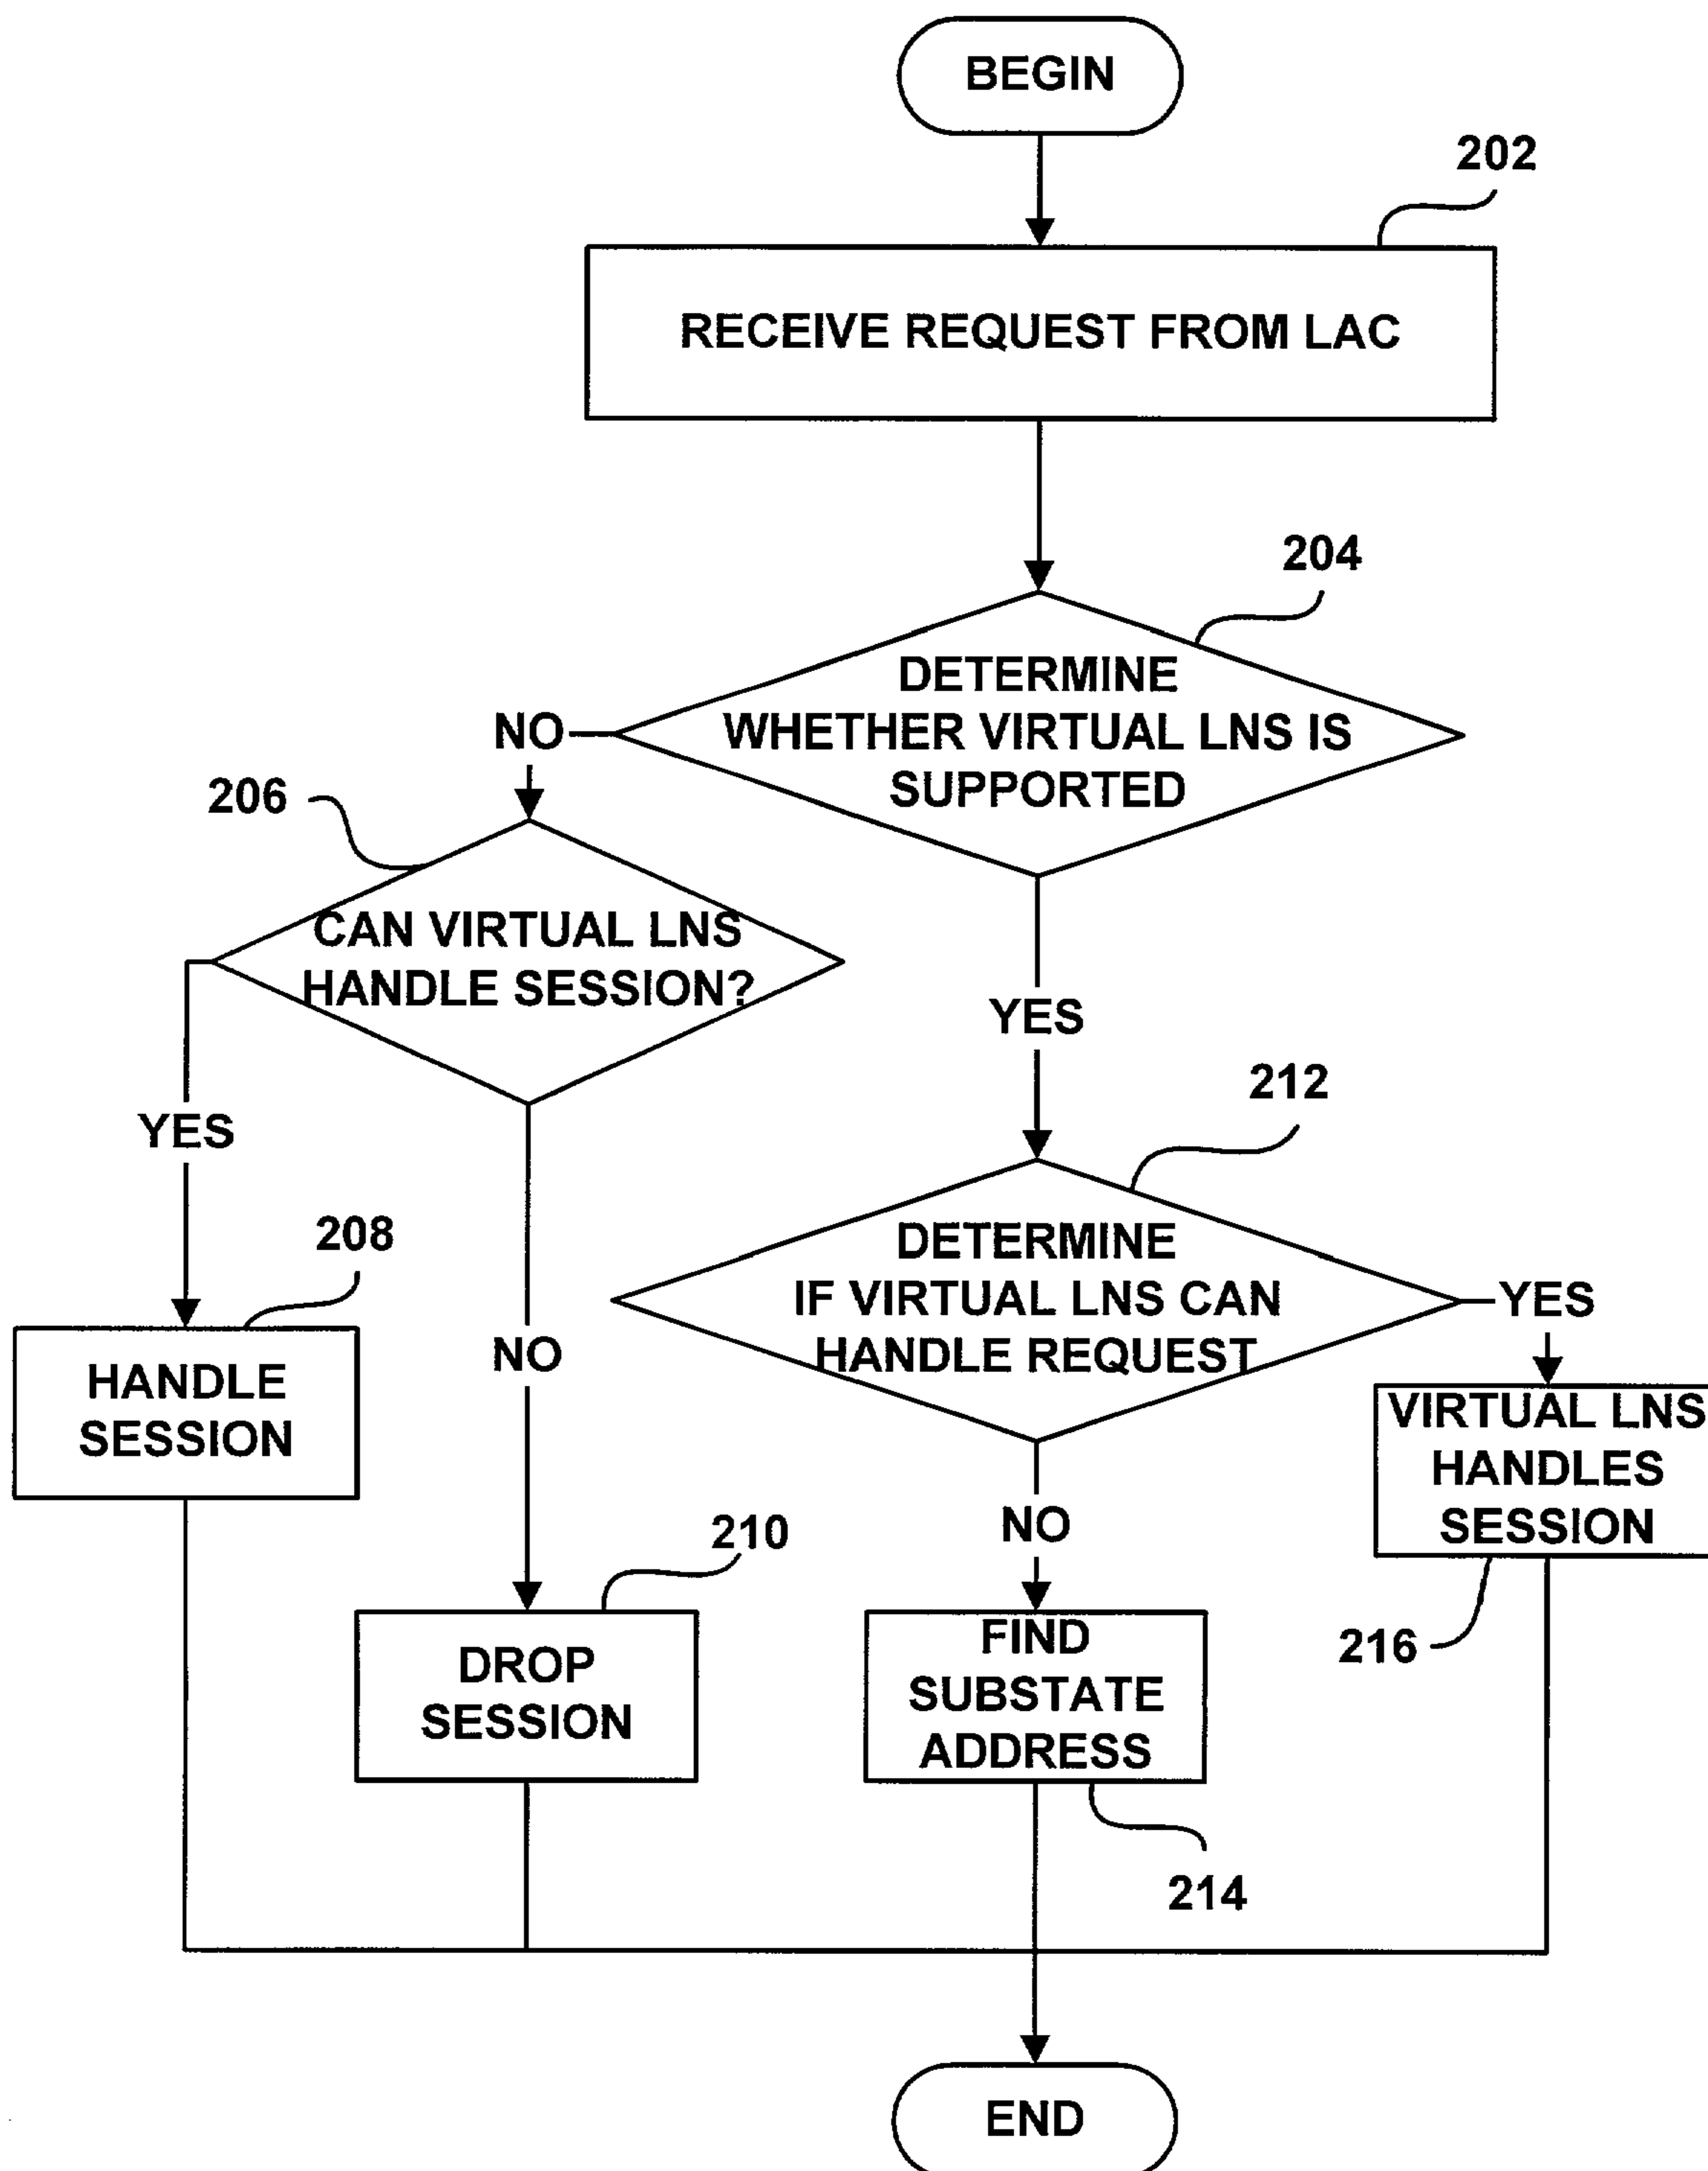 BEGIN
202
RECEIVE REQUEST FROM LAC
204
DETERMINE
WHETHER VIRTUAL LNS IS
SUPPORTED
NO
206
CAN VIRTUAL LNS
HANDLE SESSION?
YES
YES
212
208
DETERMINE
IF VIRTUAL LNS CAN
HANDLE REQUEST
YES
NO
HANDLE
SESSION
VIRTUAL LNS
HANDLES
SESSION
NO
210
216
DROP
SESSION
FIND
SUBSTATE
ADDRESS
214
END